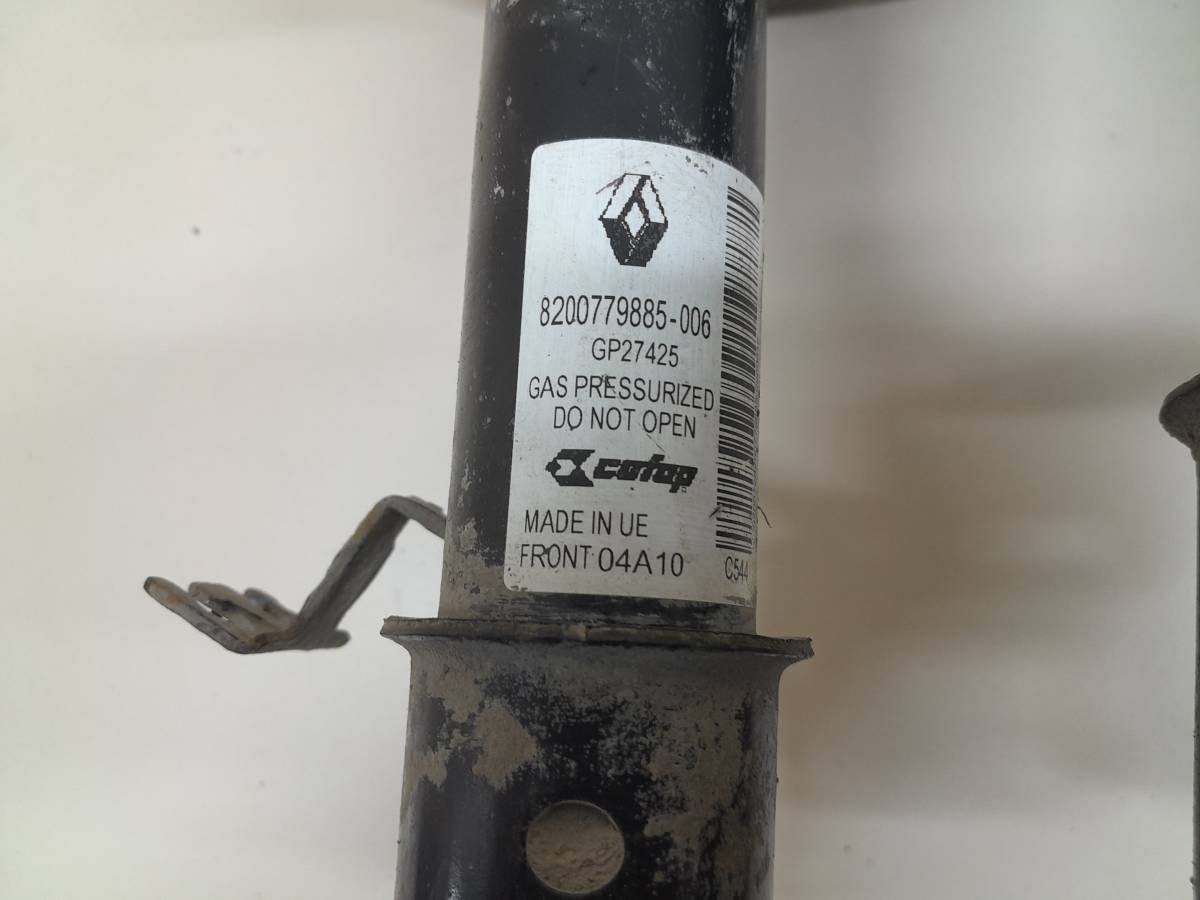 8200779885-006
GP27425
GAS PRESSURIZED
DO NOT OPEN
cofap
MADE IN UE
FRONT 04A10
C544